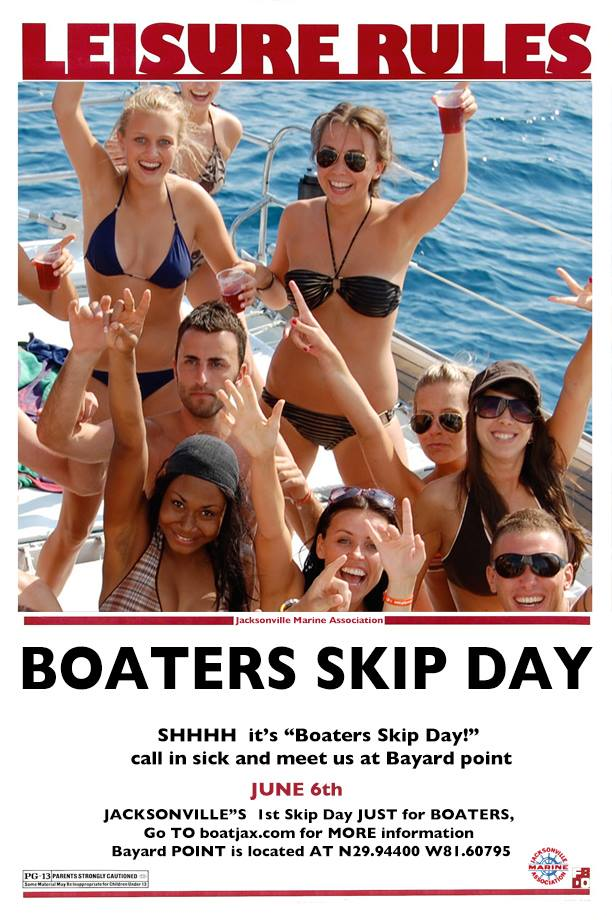 LEISURE RULES
Jacksonville Marine Association
BOATERS SKIP DAY
SHHHH it's “Boaters Skip Day!”
call in sick and meet us at Bayard point
JUNE 6th
JACKSONVILLE"S 1st Skip Day JUST for BOATERS,
Go TO boatjax.com for MORE information
Bayard POINT is located AT N29.94400 W81.60795
PG-13 PARENTS STRONGLY CAUTIONED
Some Material May Be Inappropriate for Children Under 13
JACKSONVILLE
MARINE
ASSOCIATION